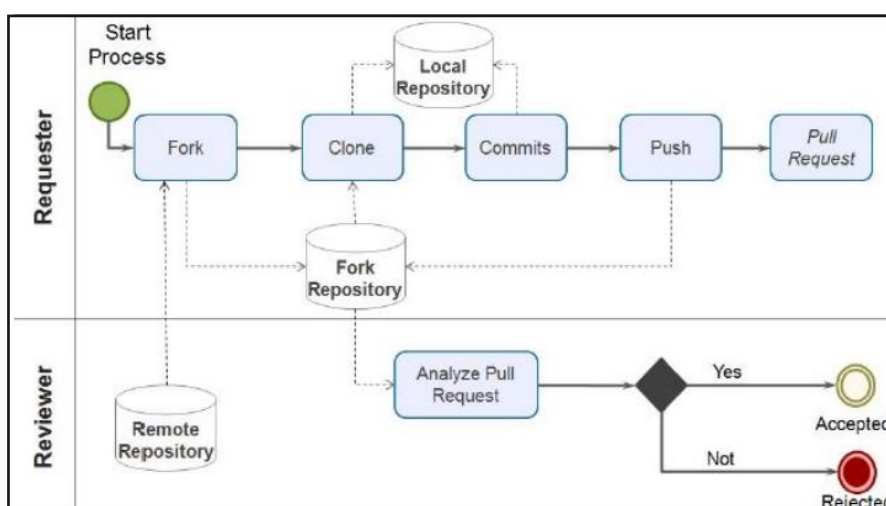 Start
Process
Requester
Local
Repository
Fork
Clone
Commits
Push
Pull
Request
Fork
Repository
Reviewer
Remote
Repository
Analyze Pull
Request
Yes
Accepted
Not
Rejected